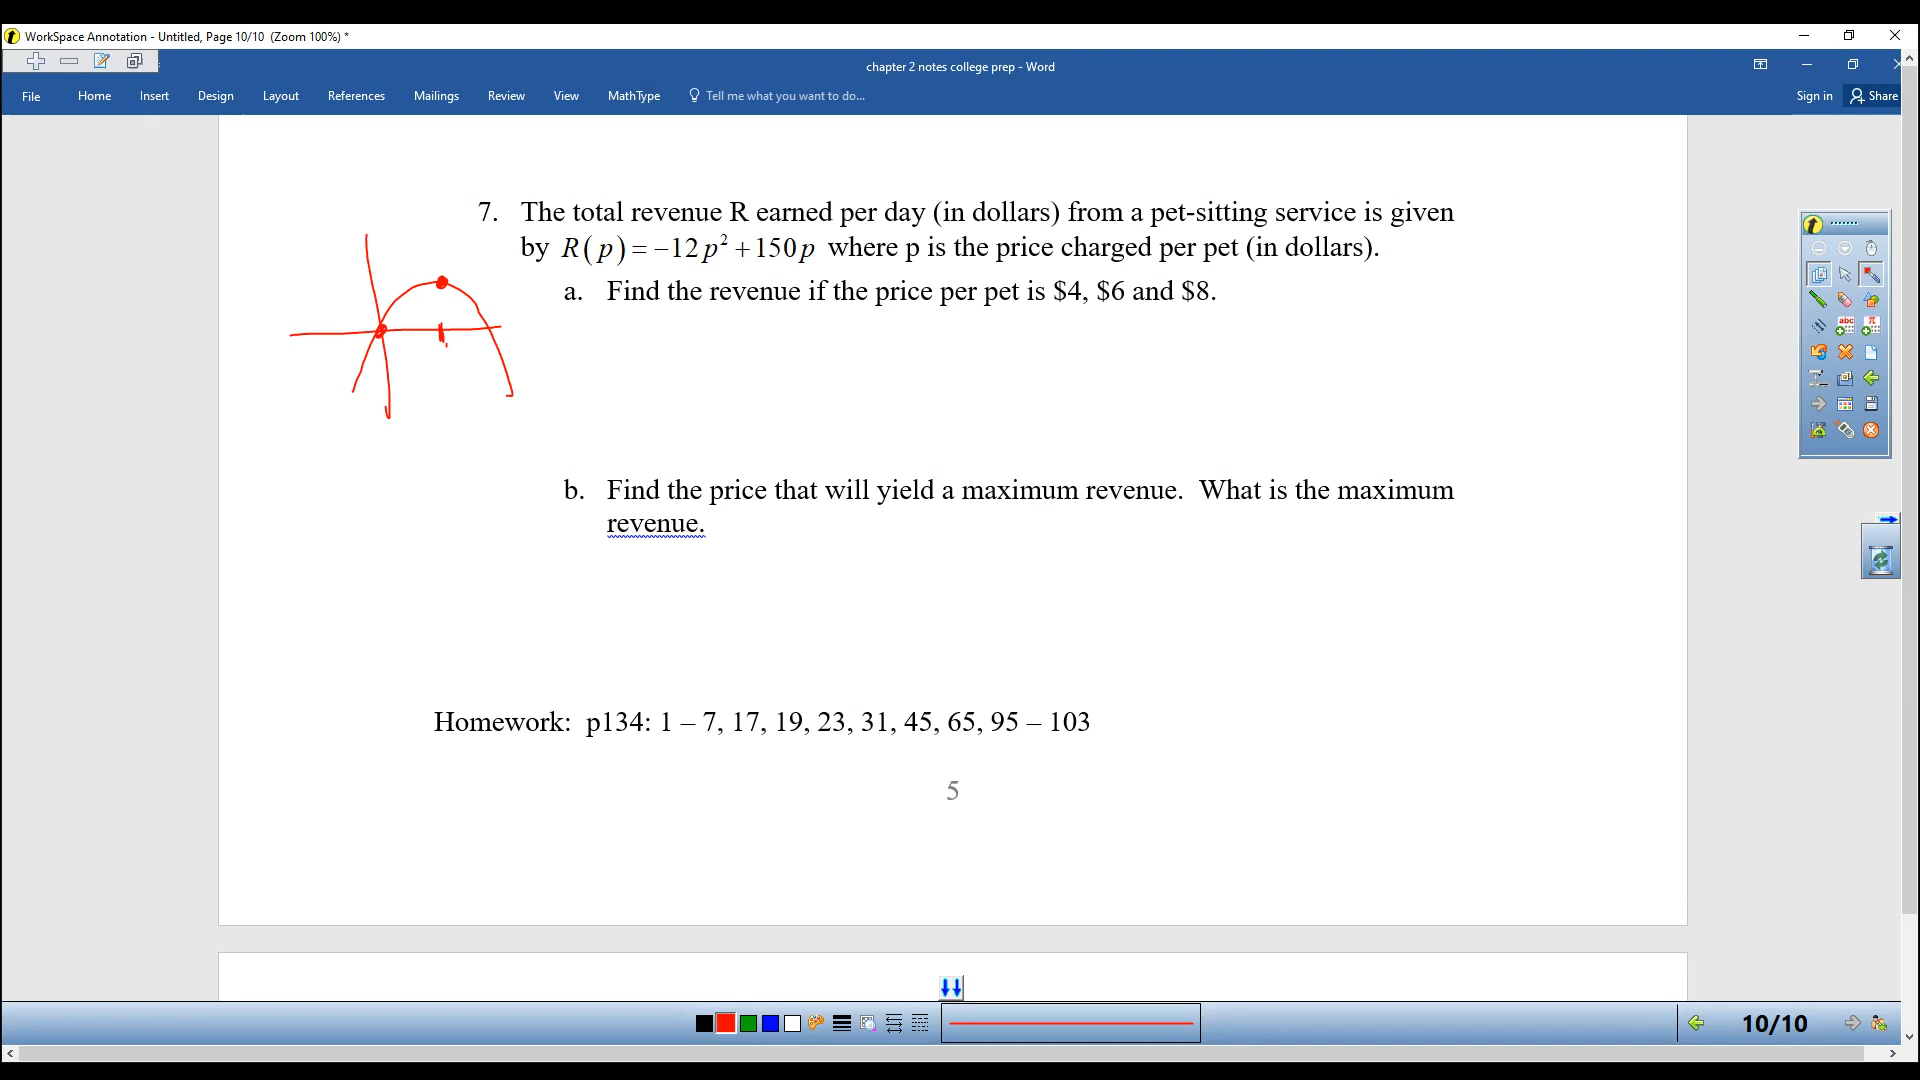 WorkSpace Annotation - Untitled, Page 10/10 (Zoom 100%) *
chapter 2 notes college prep - Word
File Home Insert Design Layout References Mailings Review View MathType Tell me what you want to do... Sign in Share
7. The total revenue R earned per day (in dollars) from a pet-sitting service is given
by R(p) = −12p² + 150p where p is the price charged per pet (in dollars).
a. Find the revenue if the price per pet is $4, $6 and $8.
abc π
b. Find the price that will yield a maximum revenue. What is the maximum
revenue.
Homework: p134: 1 – 7, 17, 19, 23, 31, 45, 65, 95 – 103
5
10/10